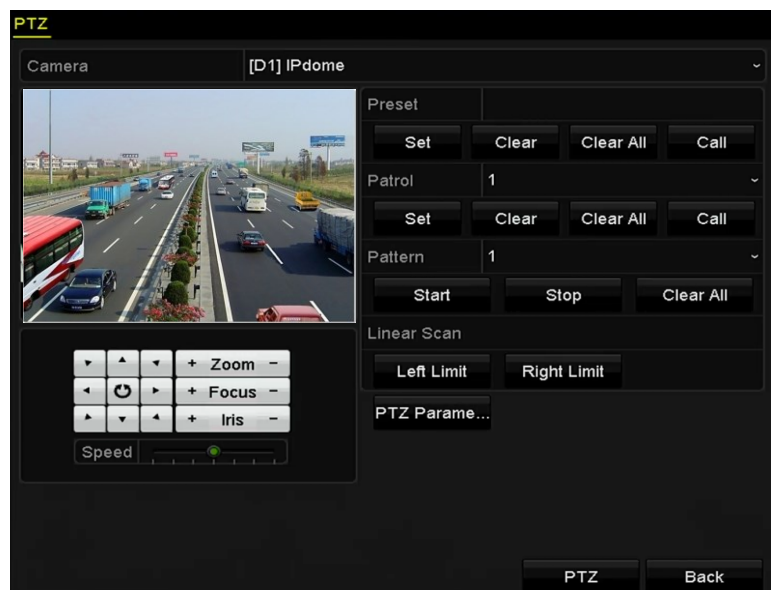 PTZ
Camera [D1] IPdome
Preset
Set Clear Clear All Call
Patrol 1
Set Clear Clear All Call
Pattern 1
Start Stop Clear All
Linear Scan
Left Limit Right Limit
PTZ Parame...
+ Zoom -
+ Focus -
+ Iris -
Speed
PTZ Back